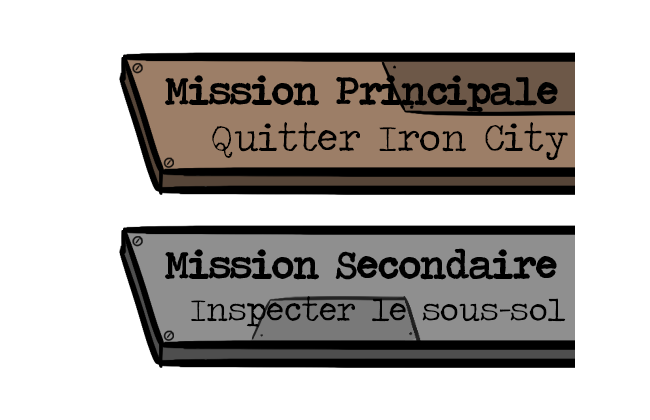 Mission Principale
Quitter Iron City
Mission Secondaire
Inspecter le sous-sol